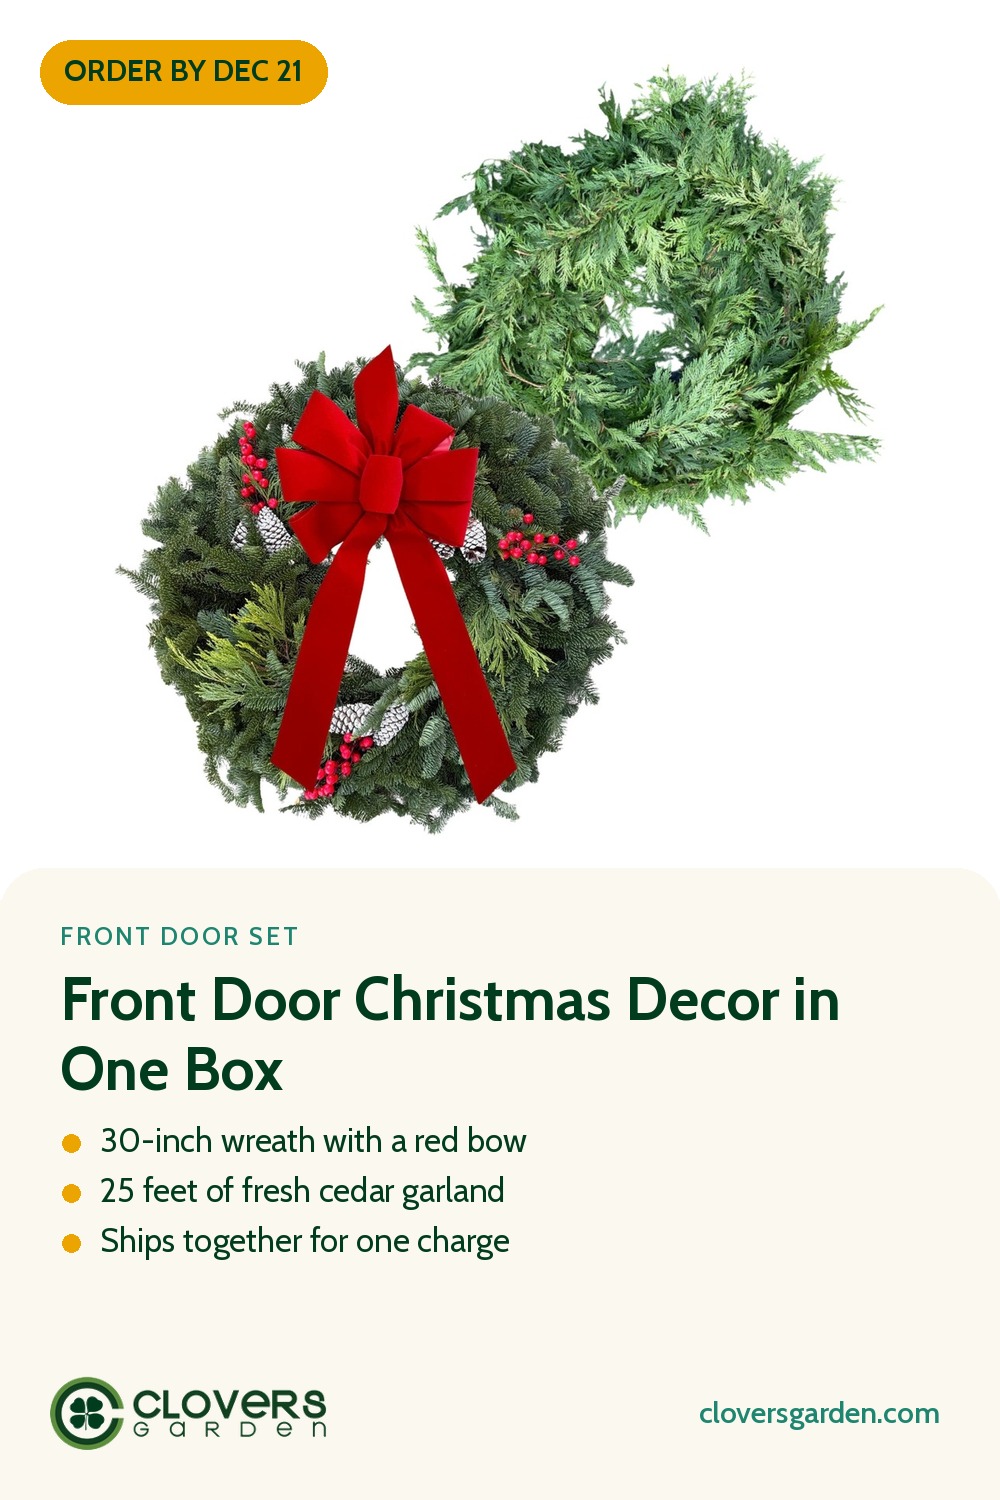 ORDER BY DEC 21
FRONT DOOR SET
Front Door Christmas Decor in
One Box
30-inch wreath with a red bow
25 feet of fresh cedar garland
Ships together for one charge
CLOVERS
GARDEN
cloversgarden.com